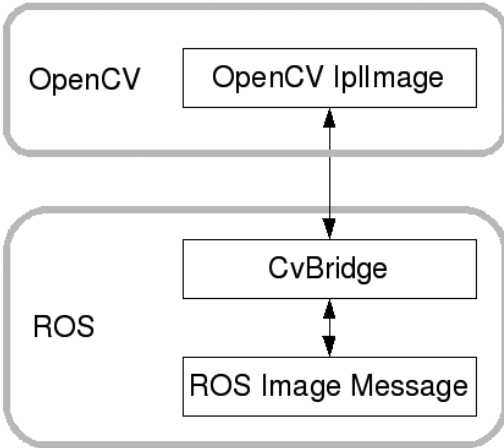 OpenCV
OpenCV IplImage
CvBridge
ROS
ROS Image Message